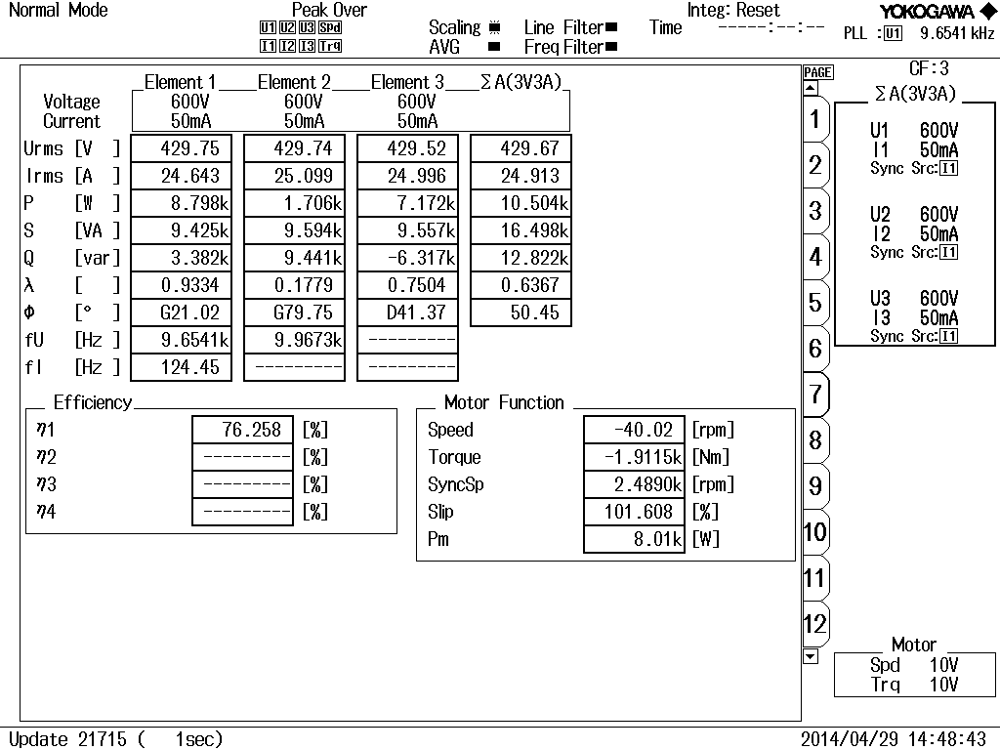 Normal Mode Peak Over Integ: Reset YOKOGAWA
U1 U2 U3 Spd Scaling Line Filter Time -----:--:-- PLL :U1 9.6541 kHz
I1 I2 I3 Trq AVG Freq Filter
PAGE CF:3
Element 1 Element 2 Element 3 ΣA(3V3A) ΣA(3V3A)
Voltage 600V 600V 600V
Current 50mA 50mA 50mA
Urms [V ] 429.75 429.74 429.52 429.67
Irms [A ] 24.643 25.099 24.996 24.913
P [W ] 8.798k 1.706k 7.172k 10.504k
S [VA ] 9.425k 9.594k 9.557k 16.498k
Q [var] 3.382k 9.441k -6.317k 12.822k
λ [ ] 0.9334 0.1779 0.7504 0.6367
Φ [° ] G21.02 G79.75 D41.37 50.45
fU [Hz ] 9.6541k 9.9673k ---------
fI [Hz ] 124.45 --------- ---------
Efficiency
η1 76.258 [%]
η2 --------- [%]
η3 --------- [%]
η4 --------- [%]
Motor Function
Speed -40.02 [rpm]
Torque -1.9115k [Nm]
SyncSp 2.4890k [rpm]
Slip 101.608 [%]
Pm 8.01k [W]
1
2
3
4
5
6
7
8
9
10
11
12
U1 600V
I1 50mA
Sync Src:I1
U2 600V
I2 50mA
Sync Src:I1
U3 600V
I3 50mA
Sync Src:I1
Motor
Spd 10V
Trq 10V
Update 21715 ( 1sec) 2014/04/29 14:48:43